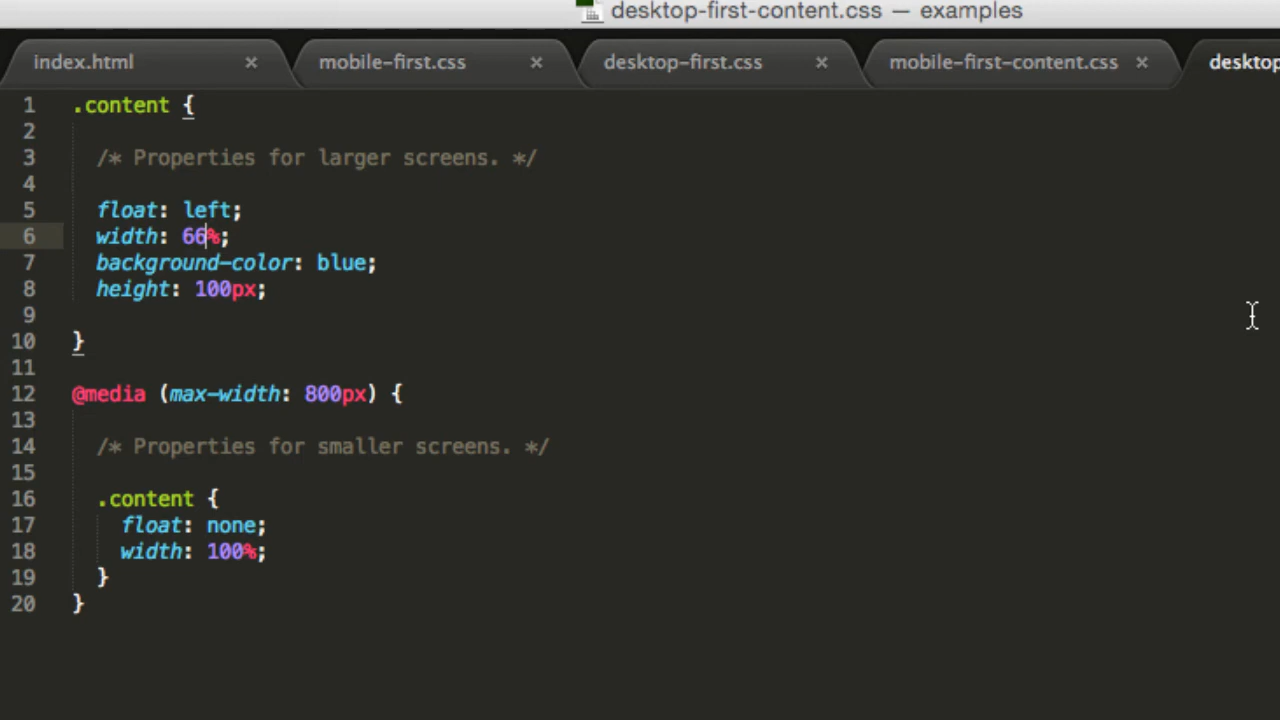 desktop-first-content.css — examples
index.html × mobile-first.css × desktop-first.css × mobile-first-content.css × desktop
1 .content {
2
3 /* Properties for larger screens. */
4
5 float: left;
6 width: 66%;
7 background-color: blue;
8 height: 100px;
9
10 }
11
12 @media (max-width: 800px) {
13
14 /* Properties for smaller screens. */
15
16 .content {
17 float: none;
18 width: 100%;
19 }
20 }